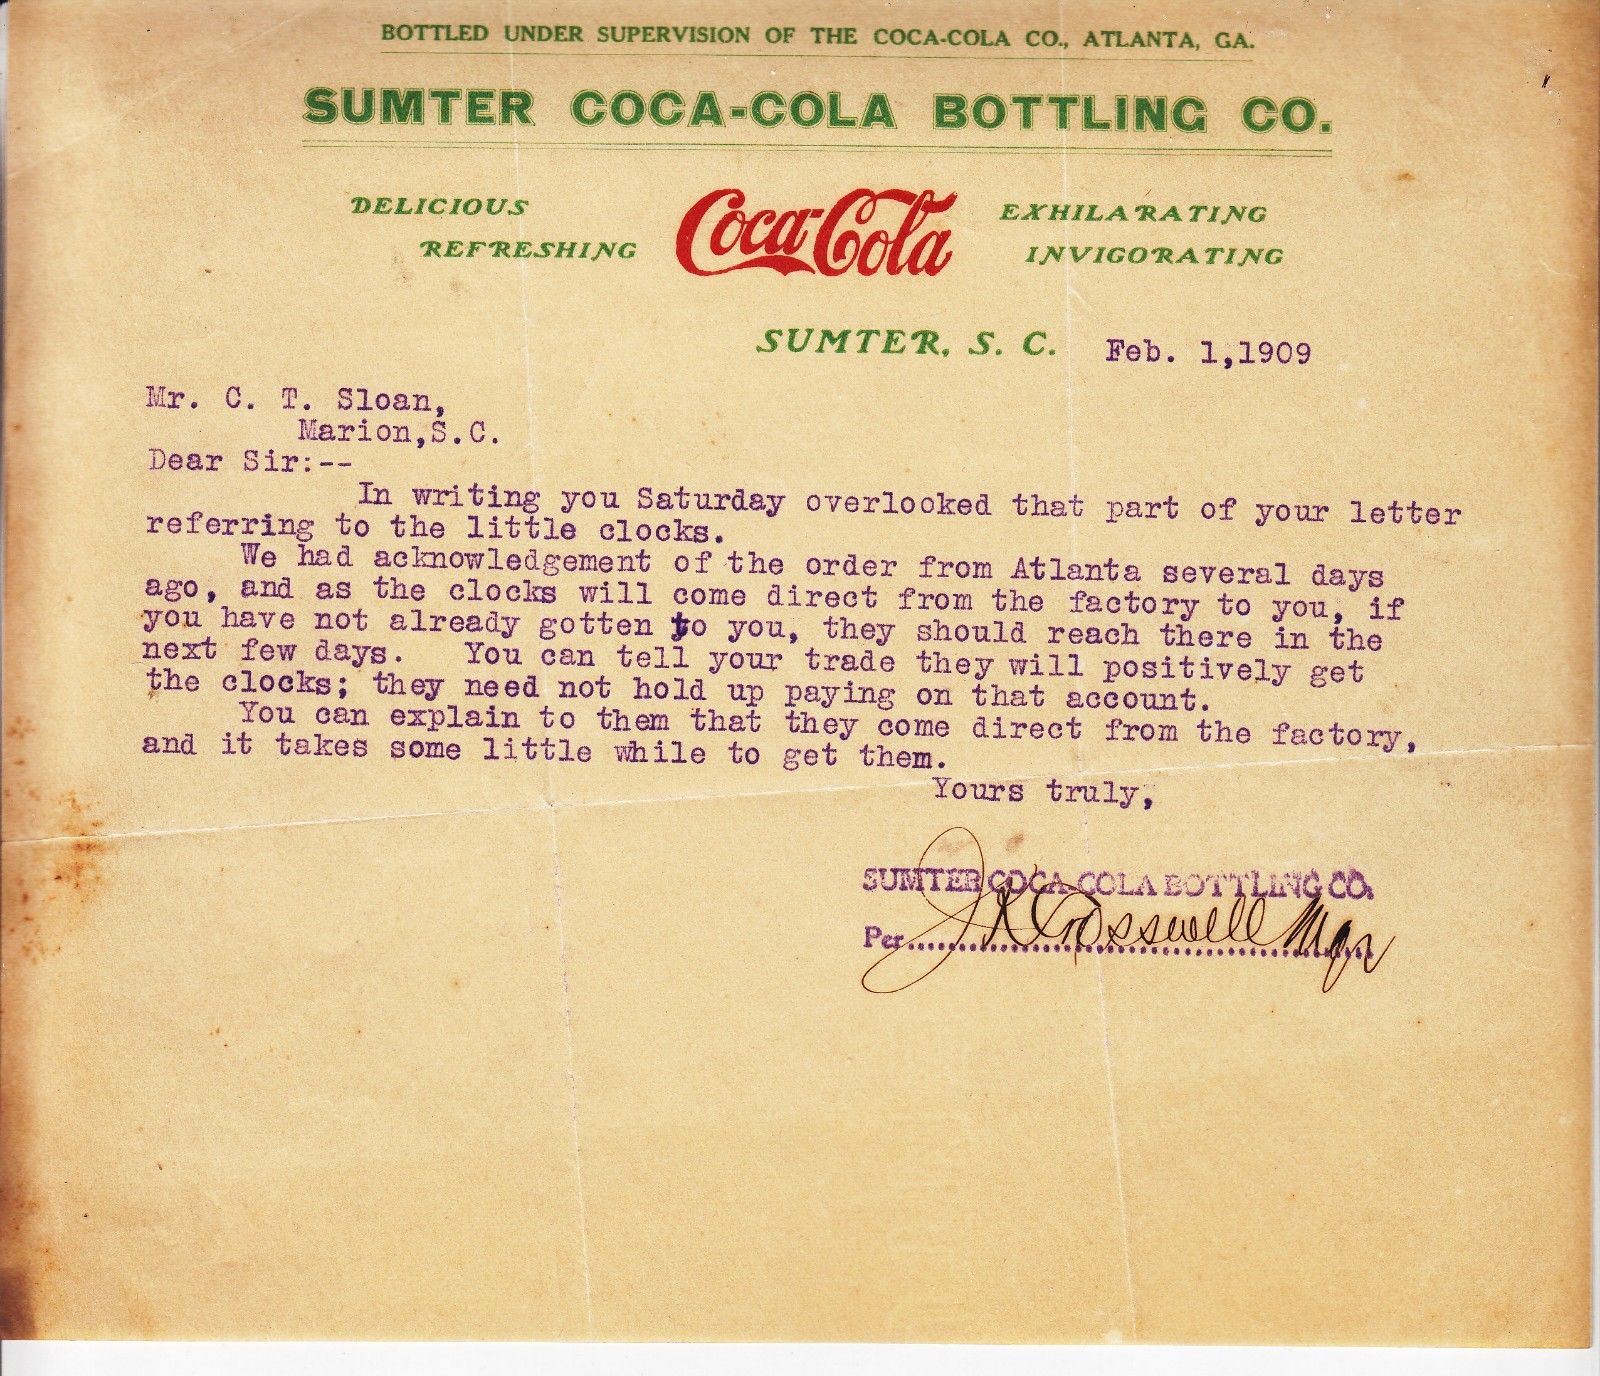 BOTTLED UNDER SUPERVISION OF THE COCA-COLA CO., ATLANTA, GA.
SUMTER COCA-COLA BOTTLING CO.
DELICIOUS
REFRESHING
Coca-Cola
EXHILARATING
INVIGORATING
SUMTER, S. C. Feb. 1,1909
Mr. C. T. Sloan,
Marion,S.C.
Dear Sir:--
In writing you Saturday overlooked that part of your letter
referring to the little clocks.
We had acknowledgement of the order from Atlanta several days
ago, and as the clocks will come direct from the factory to you, if
you have not already gotten to you, they should reach there in the
next few days. You can tell your trade they will positively get
the clocks; they need not hold up paying on that account.
You can explain to them that they come direct from the factory,
and it takes some little while to get them.
Yours truly,
SUMTER COCA COLA BOTTLING CO.
Per J K Crosswell Mgr